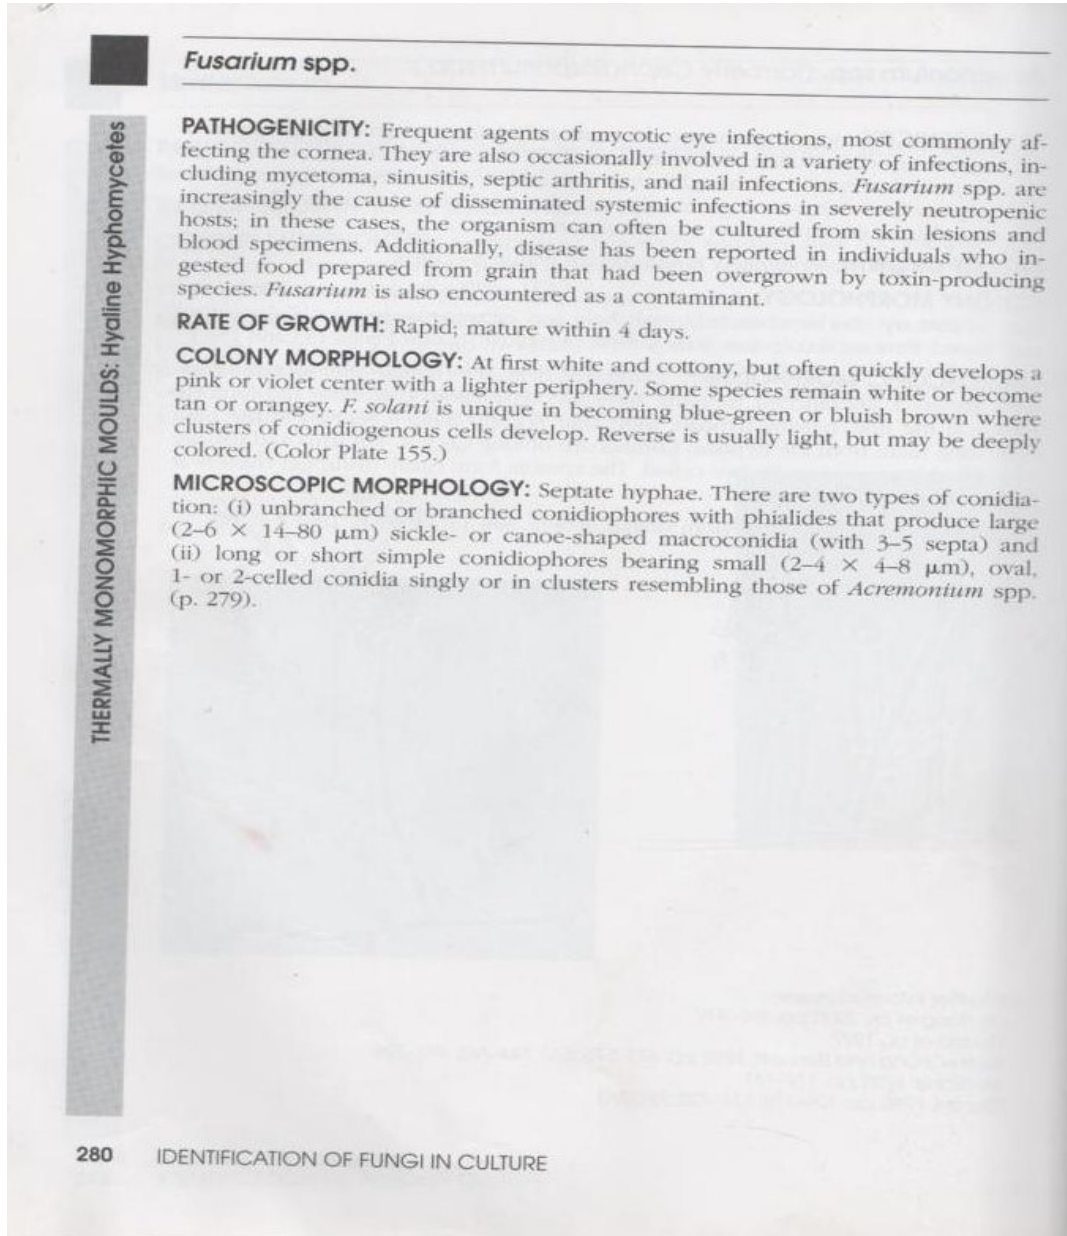 Fusarium spp.
THERMALLY MONOMORPHIC MOULDS: Hyaline Hyphomycetes
PATHOGENICITY: Frequent agents of mycotic eye infections, most commonly af-
fecting the cornea. They are also occasionally involved in a variety of infections, in-
cluding mycetoma, sinusitis, septic arthritis, and nail infections. Fusarium spp. are
increasingly the cause of disseminated systemic infections in severely neutropenic
hosts; in these cases, the organism can often be cultured from skin lesions and
blood specimens. Additionally, disease has been reported in individuals who in-
gested food prepared from grain that had been overgrown by toxin-producing
species. Fusarium is also encountered as a contaminant.
RATE OF GROWTH: Rapid; mature within 4 days.
COLONY MORPHOLOGY: At first white and cottony, but often quickly develops a
pink or violet center with a lighter periphery. Some species remain white or become
tan or orangey. F. solani is unique in becoming blue-green or bluish brown where
clusters of conidiogenous cells develop. Reverse is usually light, but may be deeply
colored. (Color Plate 155.)
MICROSCOPIC MORPHOLOGY: Septate hyphae. There are two types of conidia-
tion: (i) unbranched or branched conidiophores with phialides that produce large
(2–6 × 14–80 μm) sickle- or canoe-shaped macroconidia (with 3–5 septa) and
(ii) long or short simple conidiophores bearing small (2–4 × 4–8 μm), oval,
1- or 2-celled conidia singly or in clusters resembling those of Acremonium spp.
(p. 279).
280 IDENTIFICATION OF FUNGI IN CULTURE